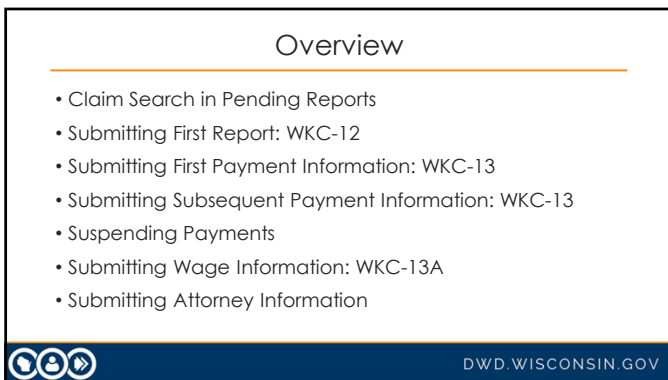 Overview
• Claim Search in Pending Reports
• Submitting First Report: WKC-12
• Submitting First Payment Information: WKC-13
• Submitting Subsequent Payment Information: WKC-13
• Suspending Payments
• Submitting Wage Information: WKC-13A
• Submitting Attorney Information
DWD.WISCONSIN.GOV